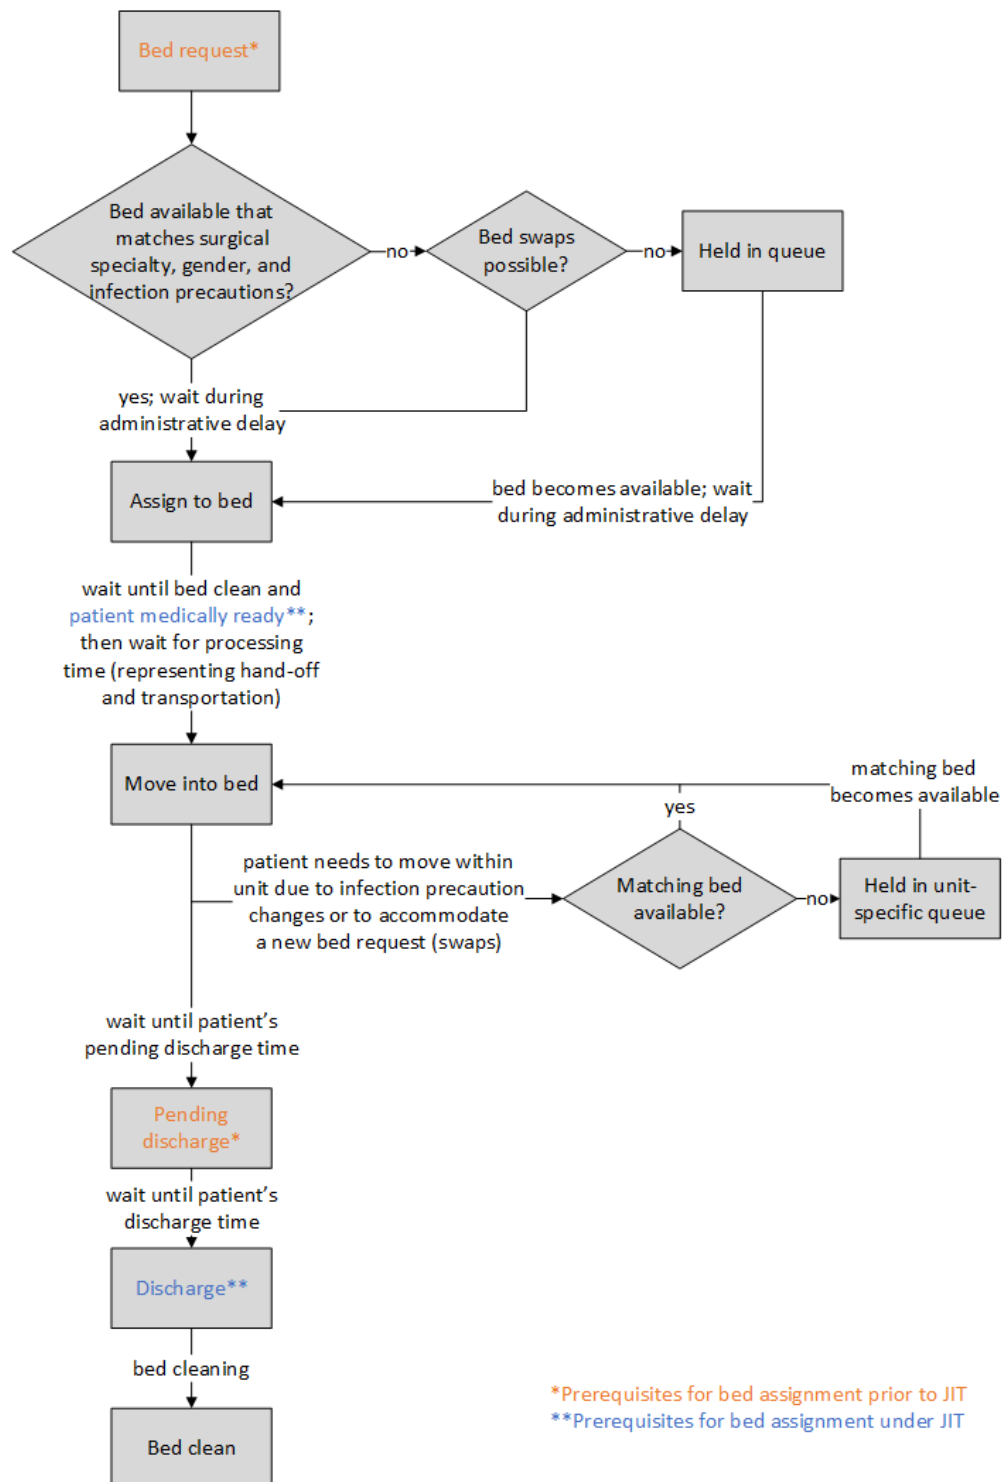 Bed request*
Bed available that
matches surgical
specialty, gender, and
infection precautions?
no
Bed swaps
possible?
no
Held in queue
yes; wait during
administrative delay
Assign to bed
bed becomes available; wait
during administrative delay
wait until bed clean and
patient medically ready**;
then wait for processing
time (representing hand-off
and transportation)
Move into bed
matching bed
becomes available
yes
patient needs to move within
unit due to infection precaution
changes or to accommodate
a new bed request (swaps)
Matching bed
available?
no
Held in unit-
specific queue
wait until patient’s
pending discharge time
Pending
discharge*
wait until patient’s
discharge time
Discharge**
bed cleaning
Bed clean
*Prerequisites for bed assignment prior to JIT
**Prerequisites for bed assignment under JIT